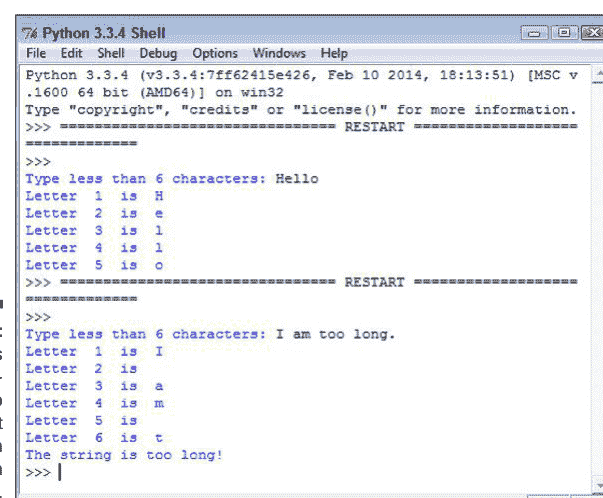 Python 3.3.4 Shell
File Edit Shell Debug Options Windows Help
Python 3.3.4 (v3.3.4:7ff62415e426, Feb 10 2014, 18:13:51) [MSC v
.1600 64 bit (AMD64)] on win32
Type "copyright", "credits" or "license()" for more information.
>>> ================================ RESTART ===================
=============
>>>
Type less than 6 characters: Hello
Letter 1 is H
Letter 2 is e
Letter 3 is l
Letter 4 is l
Letter 5 is o
>>> ================================ RESTART ===================
=============
>>>
Type less than 6 characters: I am too long.
Letter 1 is I
Letter 2 is
Letter 3 is a
Letter 4 is m
Letter 5 is
Letter 6 is t
The string is too long!
>>>